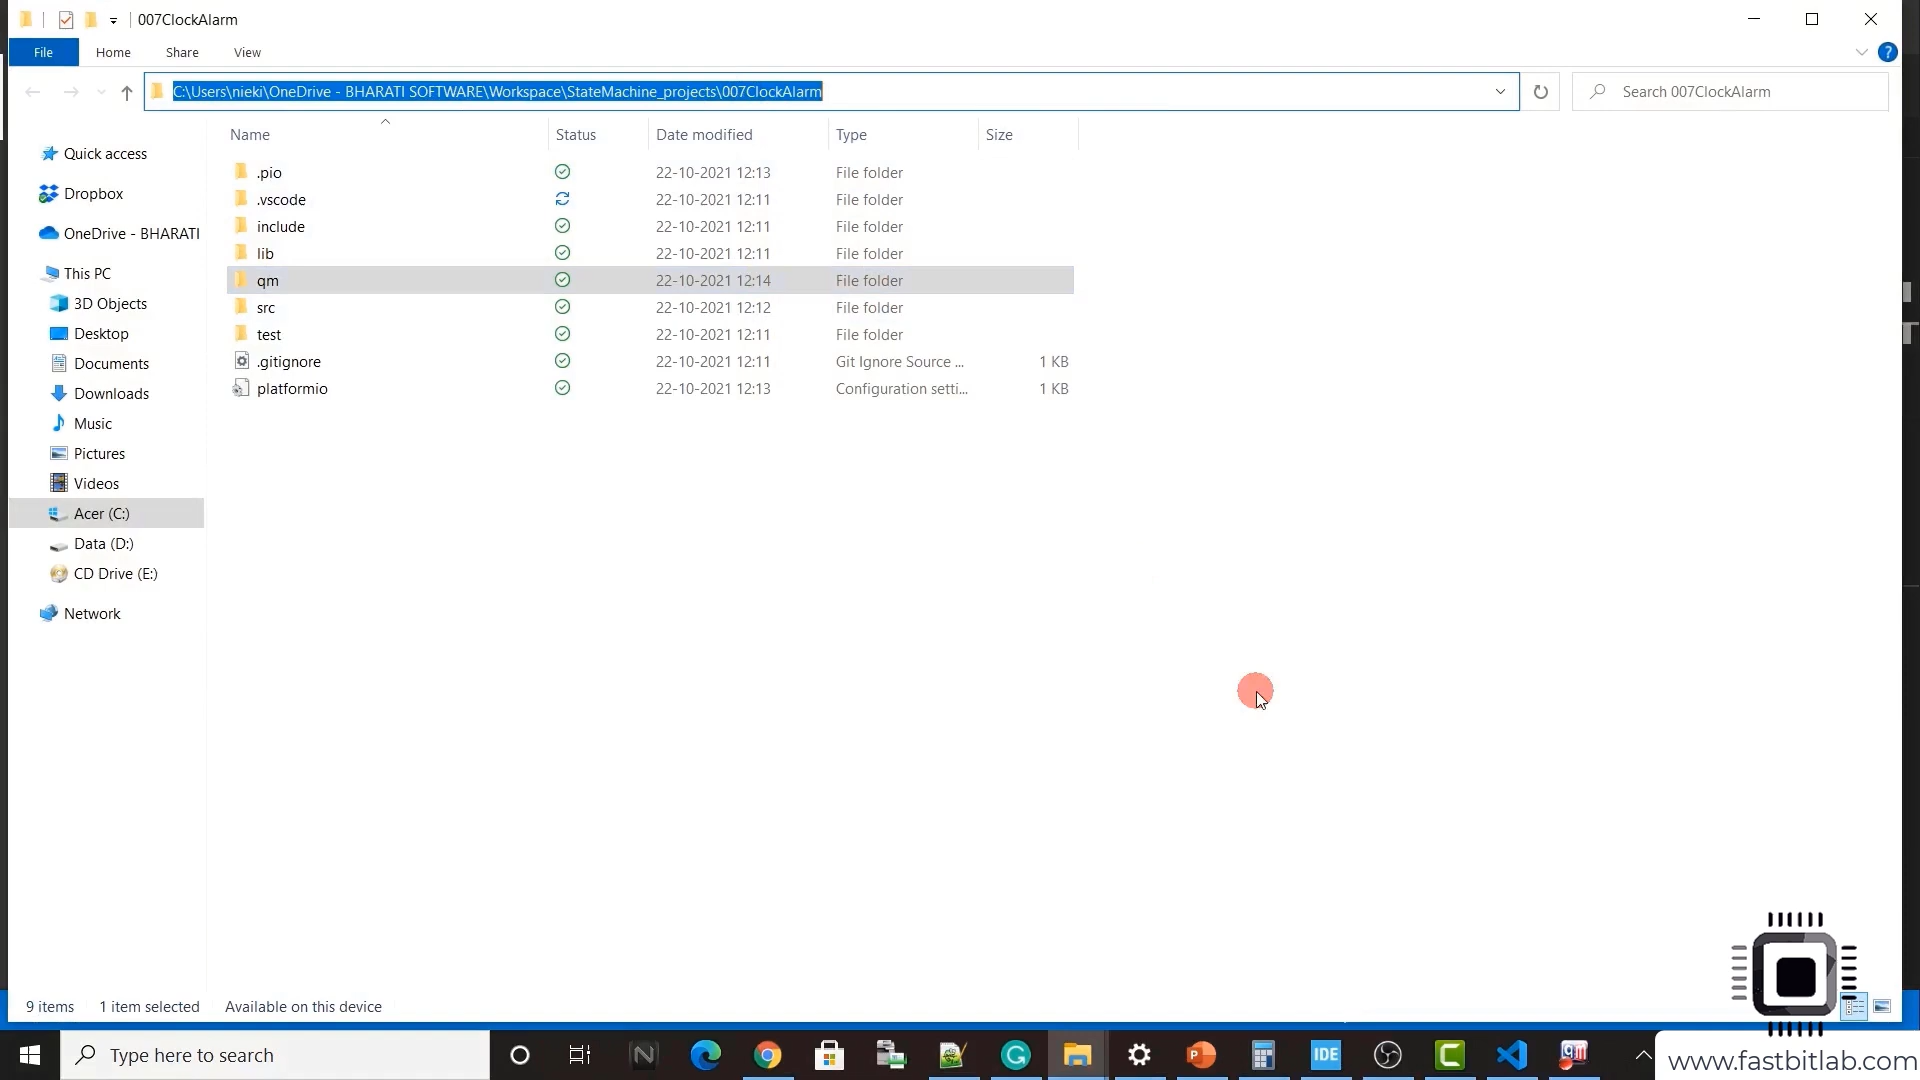 007ClockAlarm
File Home Share View
C:\Users\nieki\OneDrive - BHARATI SOFTWARE\Workspace\StateMachine_projects\007ClockAlarm
Search 007ClockAlarm
Name Status Date modified Type Size
Quick access
Dropbox
OneDrive - BHARATI
This PC
3D Objects
Desktop
Documents
Downloads
Music
Pictures
Videos
Acer (C:)
Data (D:)
CD Drive (E:)
Network
.pio 22-10-2021 12:13 File folder
.vscode 22-10-2021 12:11 File folder
include 22-10-2021 12:11 File folder
lib 22-10-2021 12:11 File folder
qm 22-10-2021 12:14 File folder
src 22-10-2021 12:12 File folder
test 22-10-2021 12:11 File folder
.gitignore 22-10-2021 12:11 Git Ignore Source ... 1 KB
platformio 22-10-2021 12:13 Configuration setti... 1 KB
9 items 1 item selected Available on this device
Type here to search
IDE
qm
www.fastbitlab.com